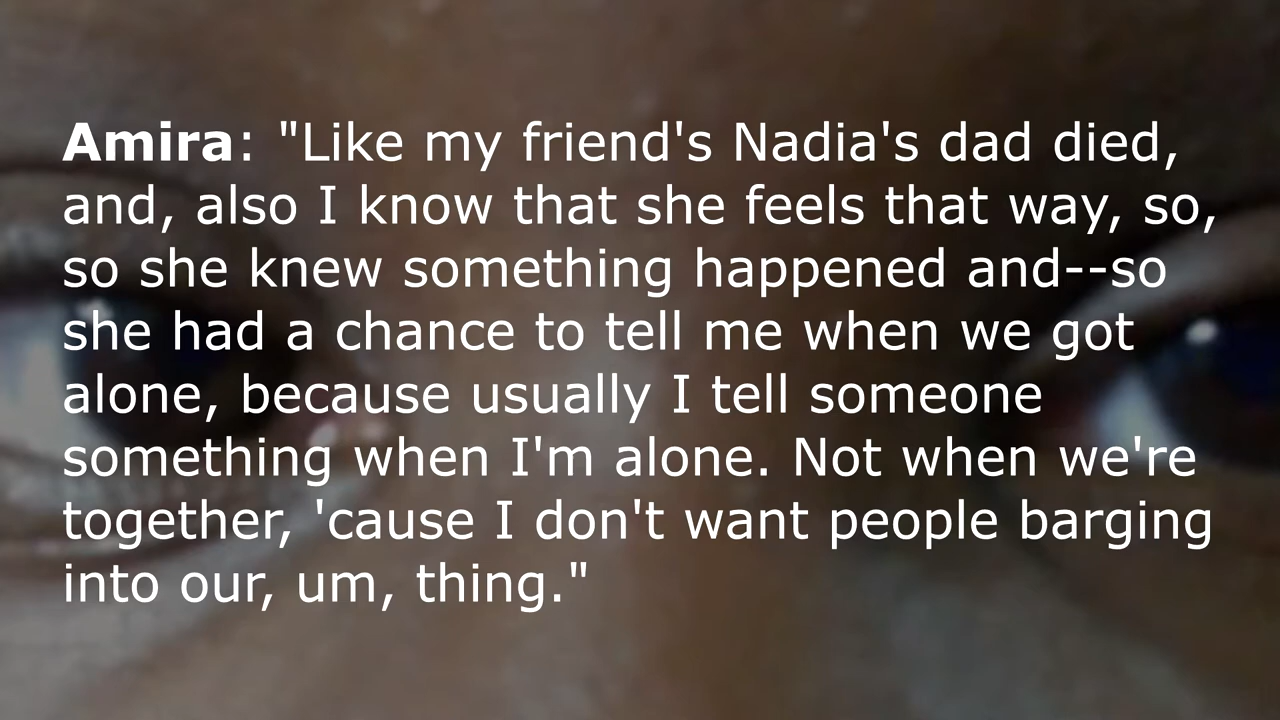 Amira: "Like my friend's Nadia's dad died,
and, also I know that she feels that way, so,
so she knew something happened and--so
she had a chance to tell me when we got
alone, because usually I tell someone
something when I'm alone. Not when we're
together, 'cause I don't want people barging
into our, um, thing."